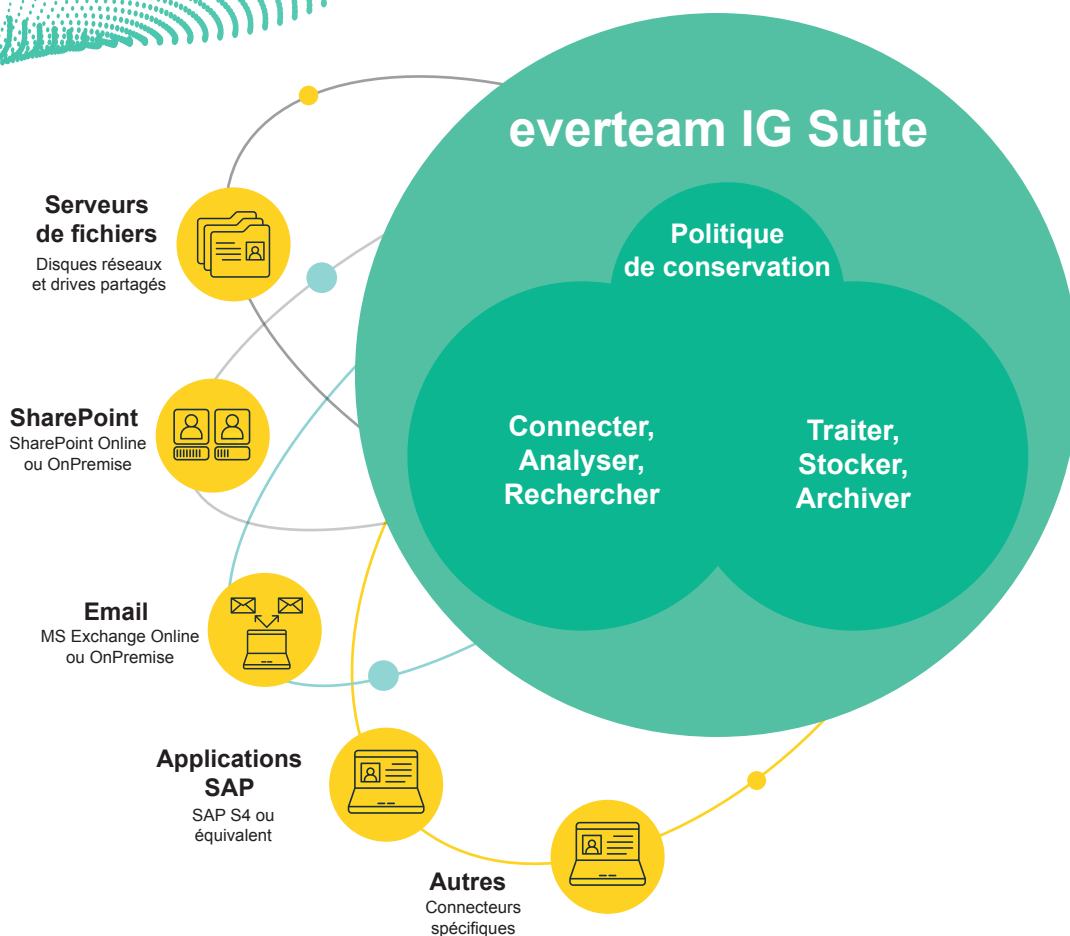 everteam IG Suite
Politique
de conservation
Connecter,
Analyser,
Rechercher
Traiter,
Stocker,
Archiver
Serveurs
de fichiers
Disques réseaux
et drives partagés
SharePoint
SharePoint Online
ou OnPremise
Email
MS Exchange Online
ou OnPremise
Applications
SAP
SAP S4 ou
équivalent
Autres
Connecteurs
spécifiques